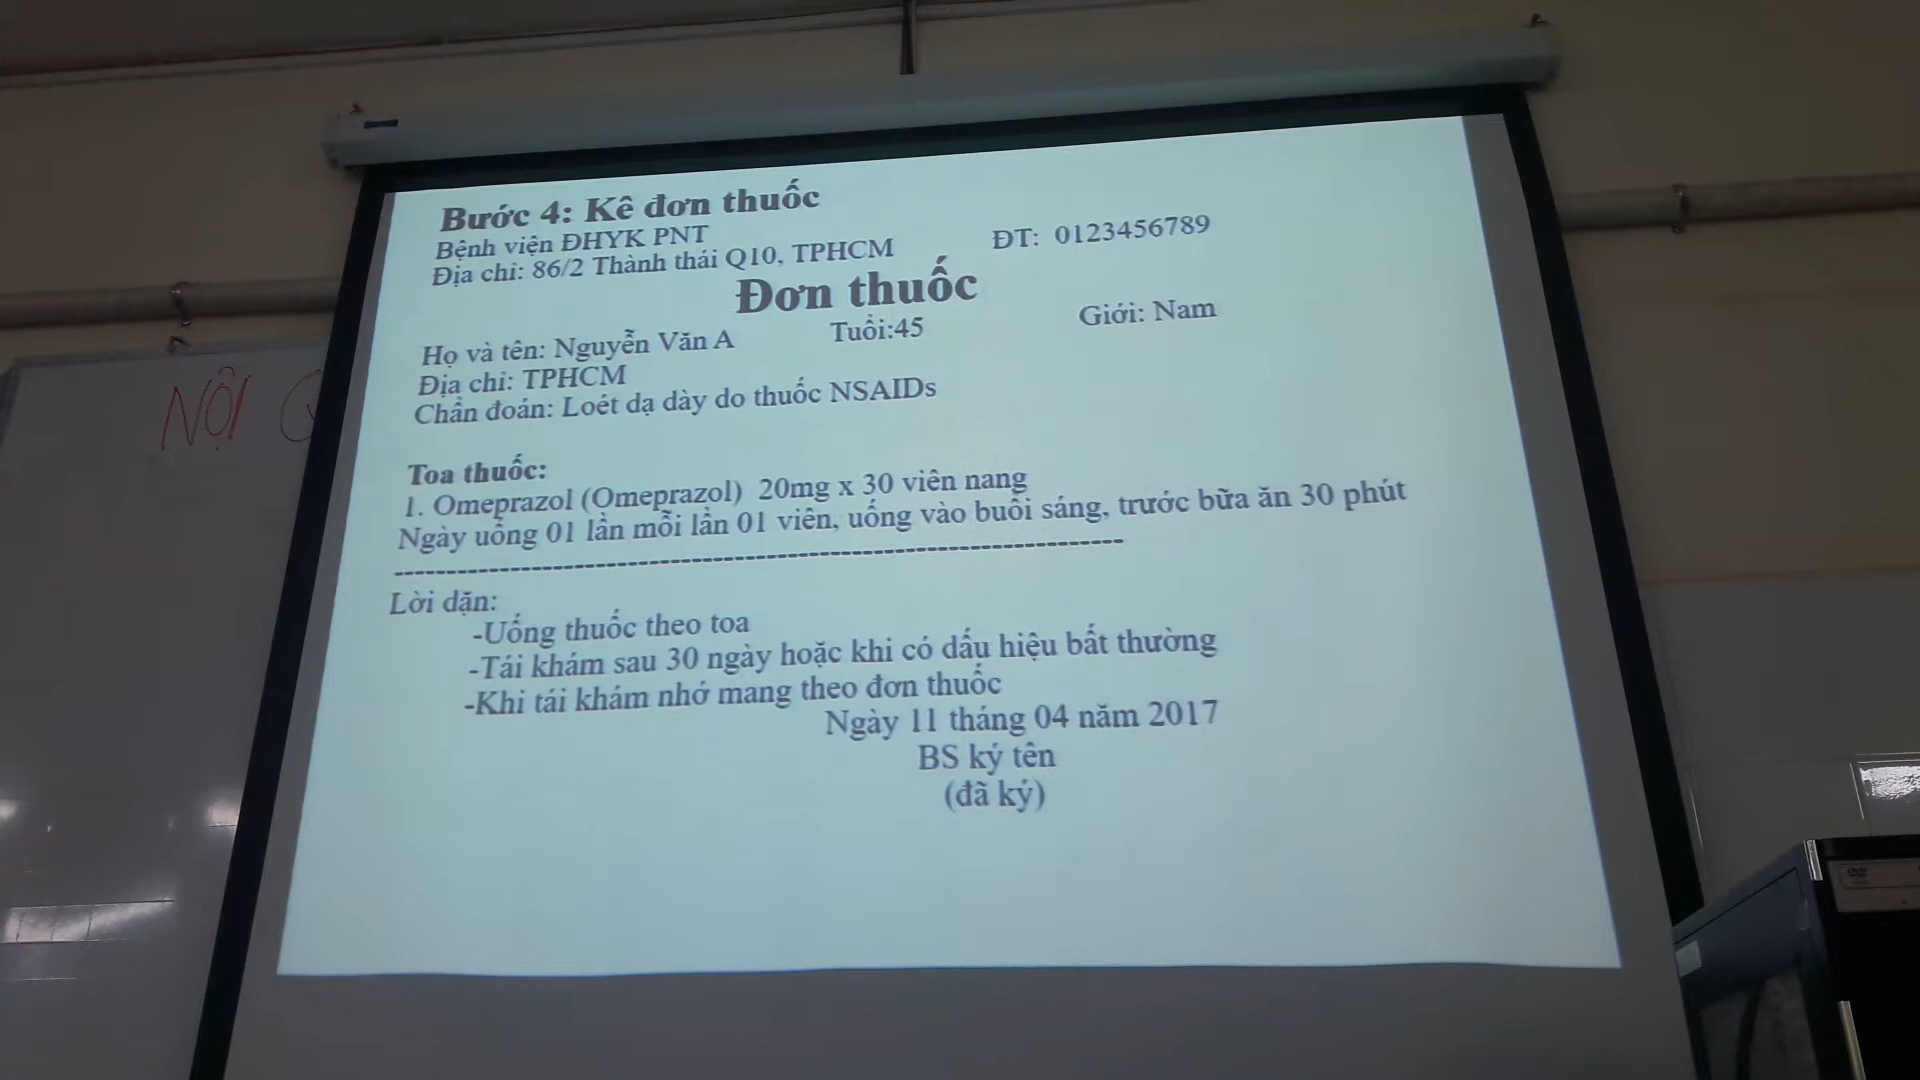 Bước 4: Kê đơn thuốc
Bệnh viện ĐHYK PNT
Địa chỉ: 86/2 Thành thái Q10, TPHCM ĐT: 0123456789
Đơn thuốc
Họ và tên: Nguyễn Văn A Tuổi:45 Giới: Nam
Địa chỉ: TPHCM
Chẩn đoán: Loét dạ dày do thuốc NSAIDs
Toa thuốc:
1. Omeprazol (Omeprazol) 20mg x 30 viên nang
Ngày uống 01 lần mỗi lần 01 viên, uống vào buổi sáng, trước bữa ăn 30 phút
Lời dặn:
-Uống thuốc theo toa
-Tái khám sau 30 ngày hoặc khi có dấu hiệu bất thường
-Khi tái khám nhớ mang theo đơn thuốc
Ngày 11 tháng 04 năm 2017
BS ký tên
(đã ký)
NỘI